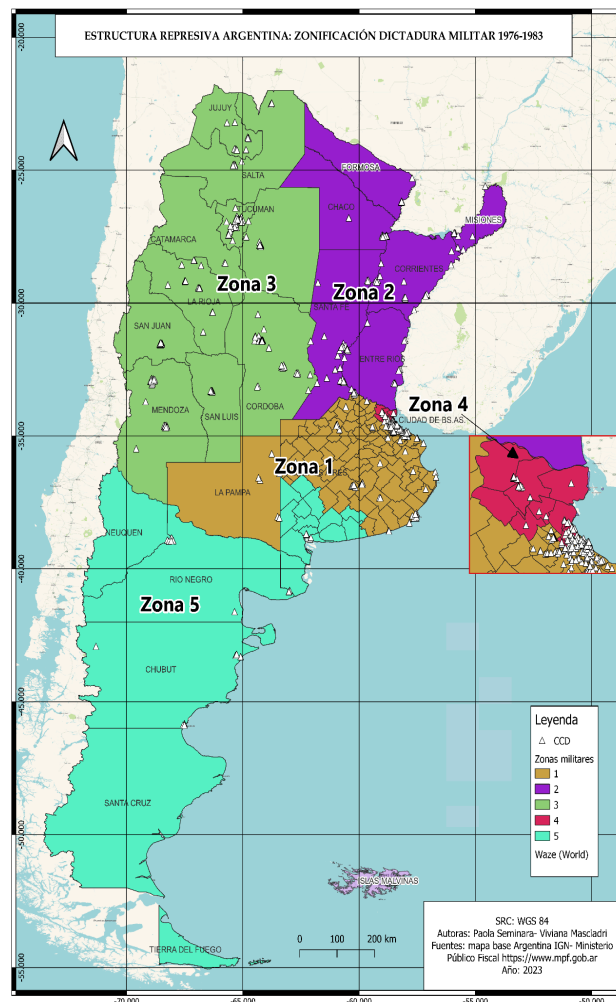 ESTRUCTURA REPRESIVA ARGENTINA: ZONIFICACIÓN DICTADURA MILITAR 1976-1983
-20.000
-25.000
-30.000
-35.000
-40.000
-45.000
-50.000
-55.000
JUJUY
SALTA
FORMOSA
CHACO
MISIONES
TUCUMAN
CATAMARCA
CORRIENTES
Zona 3
Zona 2
LA RIOJA
SANTA FE
SAN JUAN
ENTRE RIOS
MENDOZA
SAN LUIS
CORDOBA
Zona 4
CIUDAD DE BS.AS.
Zona 1
RES
LA PAMPA
NEUQUEN
RIO NEGRO
Zona 5
CHUBUT
SANTA CRUZ
ISLAS MALVINAS
TIERRA DEL FUEGO
Leyenda
CCD
Zonas militares
1
2
3
4
5
Waze (World)
0 100 200 km
SRC: WGS 84
Autoras: Paola Seminara- Viviana Masciadri
Fuentes: mapa base Argentina IGN- Ministerio
Público Fiscal https://www.mpf.gob.ar
Año: 2023
-70.000 -65.000 -60.000 -55.000 -50.000